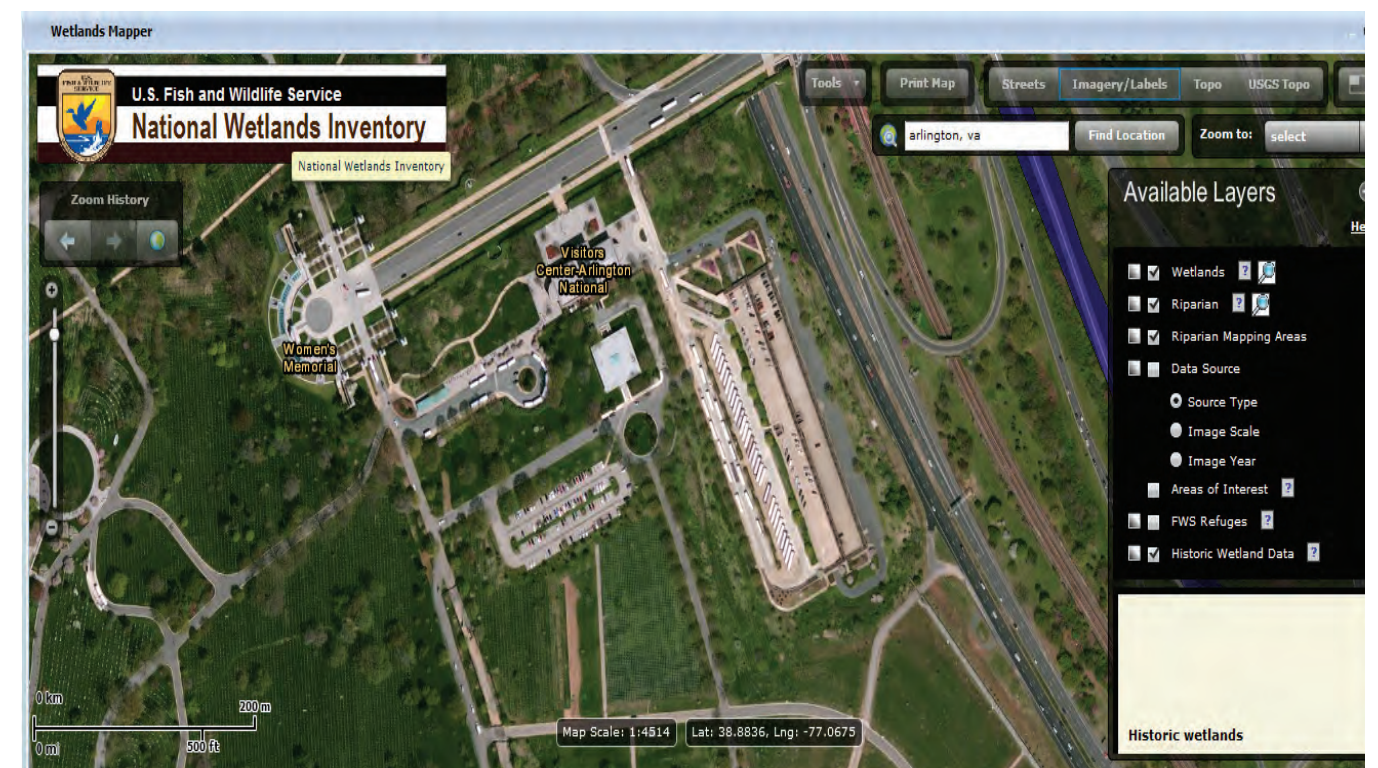 Wetlands Mapper
U.S. Fish and Wildlife Service
National Wetlands Inventory
National Wetlands Inventory
Tools
Print Map
Streets
Imagery/Labels
Topo
USGS Topo
arlington, va
Find Location
Zoom to:
select
Zoom History
Available Layers
He
Wetlands ?
Riparian ?
Riparian Mapping Areas
Data Source
Source Type
Image Scale
Image Year
Areas of Interest ?
FWS Refuges ?
Historic Wetland Data ?
Historic wetlands
Visitors
Center-Arlington
National
Women's
Memorial
0 km
200 m
0 mi
500 ft
Map Scale: 1:4514
Lat: 38.8836, Lng: -77.0675